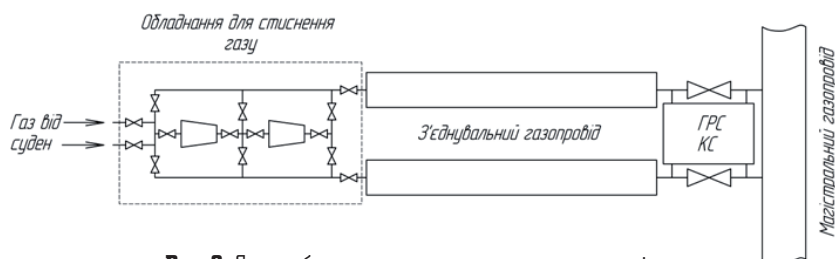 Обладнання для стиснення
газу
Газ від
суден
З'єднувальний газопровід
ГРС
КС
Магістральний газопровід